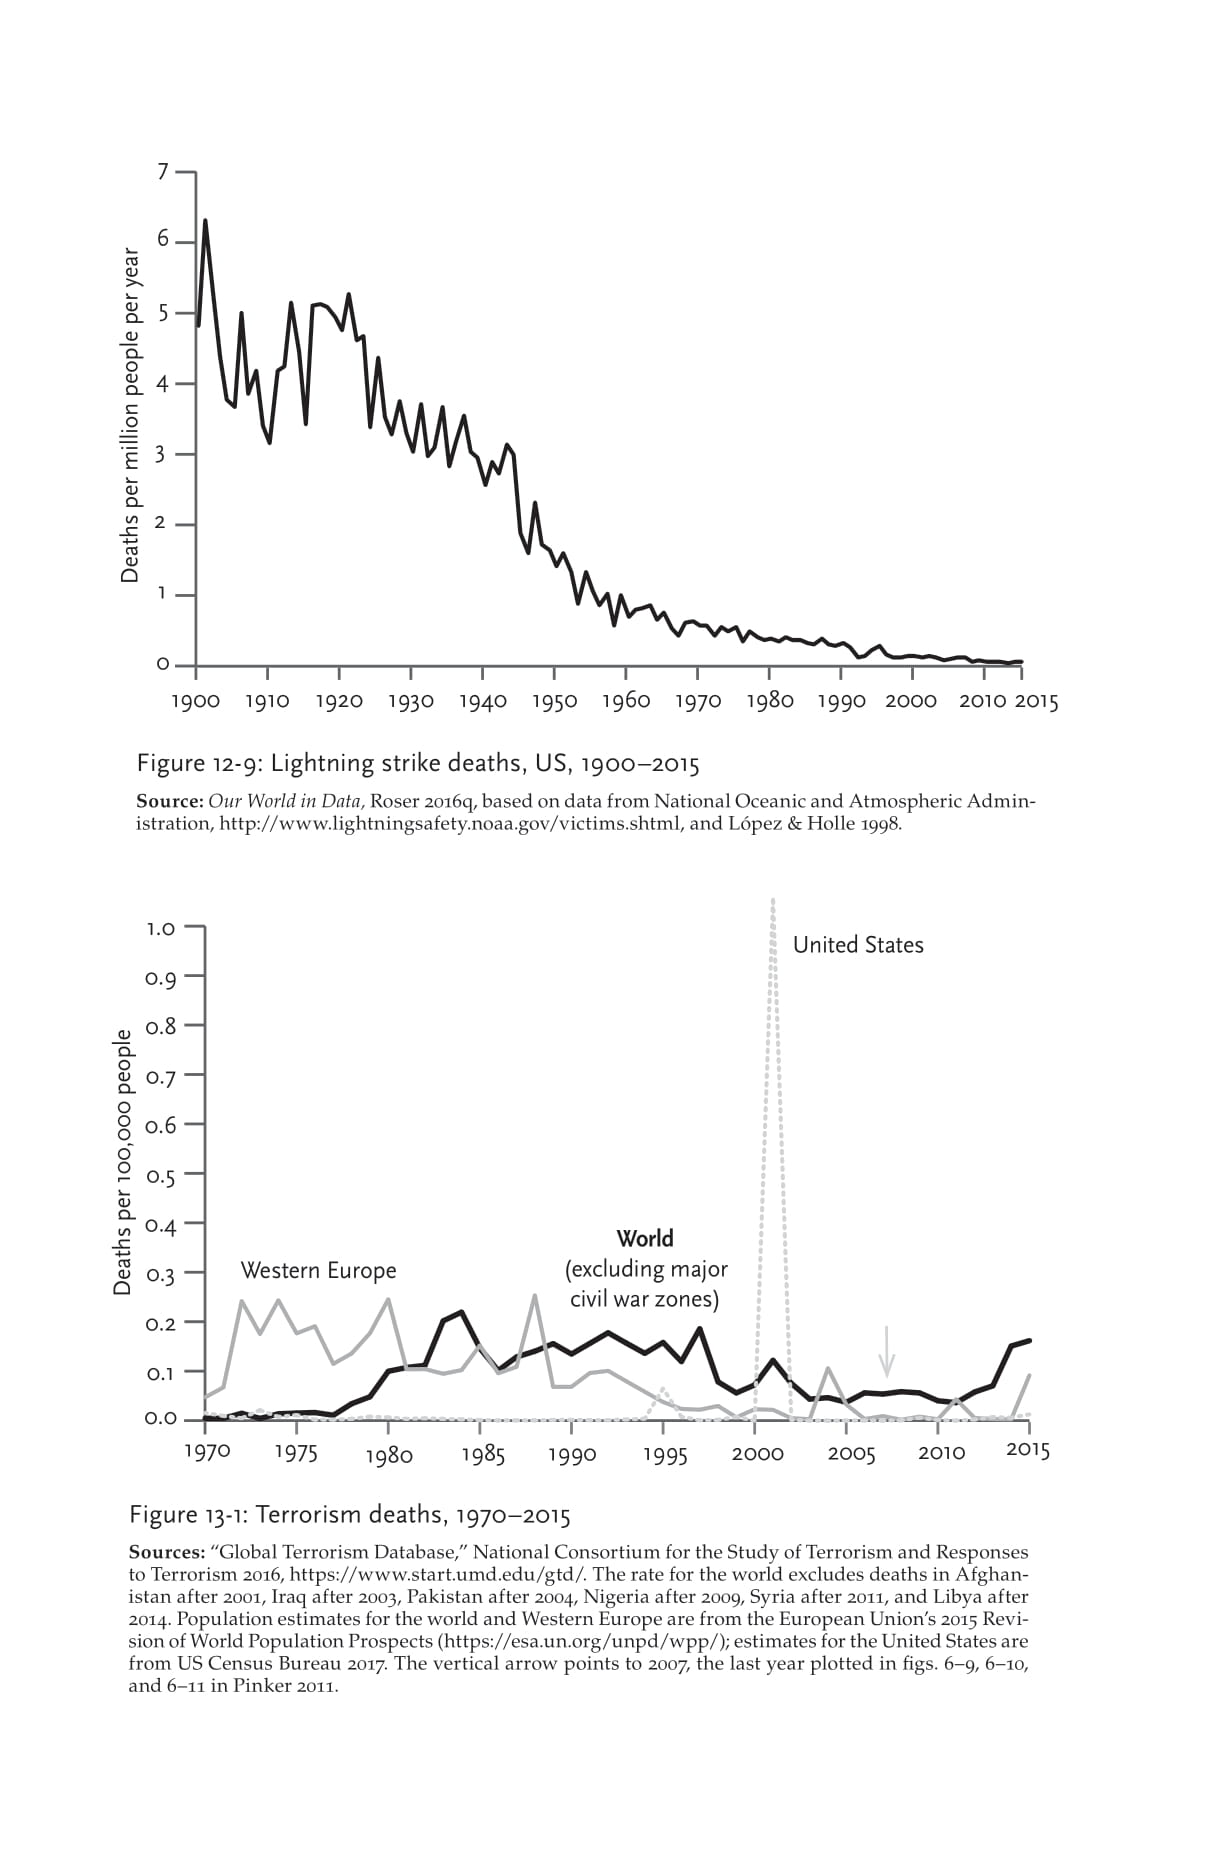 7
6
5
4
3
2
1
0
Deaths per million people per year
1900 1910 1920 1930 1940 1950 1960 1970 1980 1990 2000 2010 2015
Figure 12-9: Lightning strike deaths, US, 1900–2015
Source: Our World in Data, Roser 2016q, based on data from National Oceanic and Atmospheric Admin-
istration, http://www.lightningsafety.noaa.gov/victims.shtml, and López & Holle 1998.
1.0
0.9
0.8
0.7
0.6
0.5
0.4
0.3
0.2
0.1
0.0
Deaths per 100,000 people
United States
World
(excluding major
civil war zones)
Western Europe
1970 1975 1980 1985 1990 1995 2000 2005 2010 2015
Figure 13-1: Terrorism deaths, 1970–2015
Sources: “Global Terrorism Database,” National Consortium for the Study of Terrorism and Responses
to Terrorism 2016, https://www.start.umd.edu/gtd/. The rate for the world excludes deaths in Afghan-
istan after 2001, Iraq after 2003, Pakistan after 2004, Nigeria after 2009, Syria after 2011, and Libya after
2014. Population estimates for the world and Western Europe are from the European Union’s 2015 Revi-
sion of World Population Prospects (https://esa.un.org/unpd/wpp/); estimates for the United States are
from US Census Bureau 2017. The vertical arrow points to 2007, the last year plotted in figs. 6–9, 6–10,
and 6–11 in Pinker 2011.